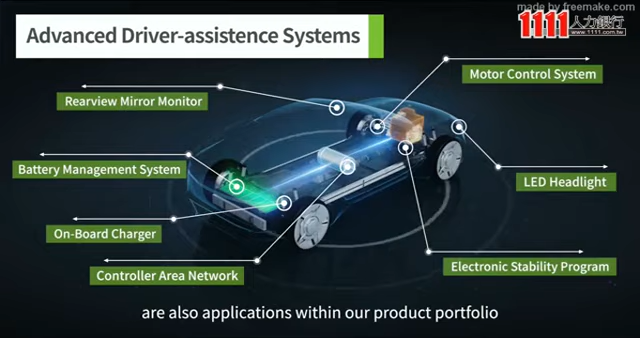 made by freemake.com
1111人力銀行
www.1111.com.tw
Advanced Driver-assistence Systems
Motor Control System
Rearview Mirror Monitor
Battery Management System
LED Headlight
On-Board Charger
Controller Area Network
Electronic Stability Program
are also applications within our product portfolio